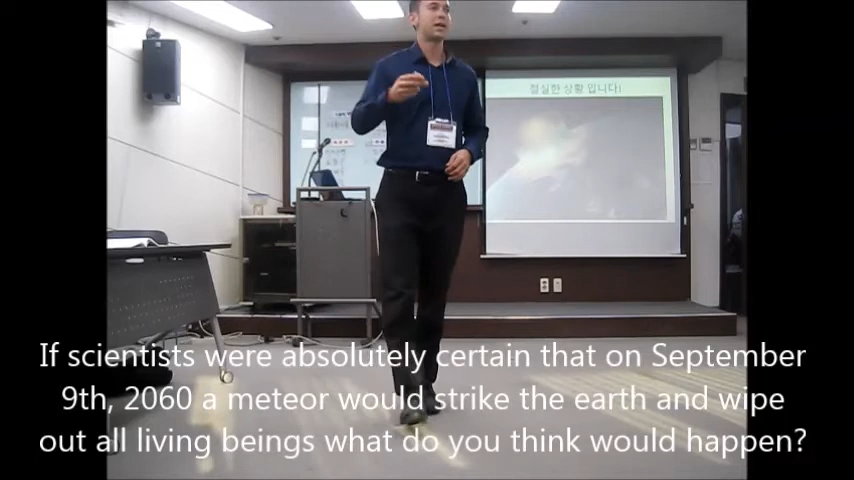 절실한 상황 입니다!
If scientists were absolutely certain that on September
9th, 2060 a meteor would strike the earth and wipe
out all living beings what do you think would happen?